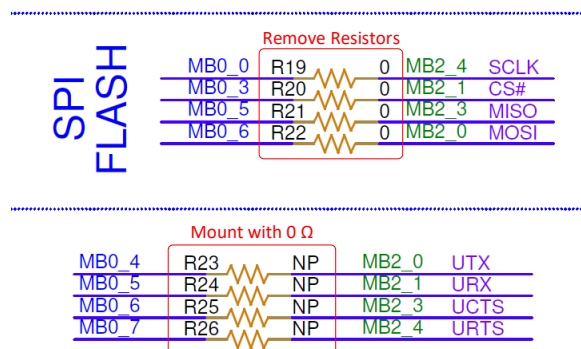 Remove Resistors
SPI
FLASH
MB0_0 R19 0 MB2_4 SCLK
MB0_3 R20 0 MB2_1 CS#
MB0_5 R21 0 MB2_3 MISO
MB0_6 R22 0 MB2_0 MOSI
Mount with 0 Ω
MB0_4 R23 NP MB2_0 UTX
MB0_5 R24 NP MB2_1 URX
MB0_6 R25 NP MB2_3 UCTS
MB0_7 R26 NP MB2_4 URTS